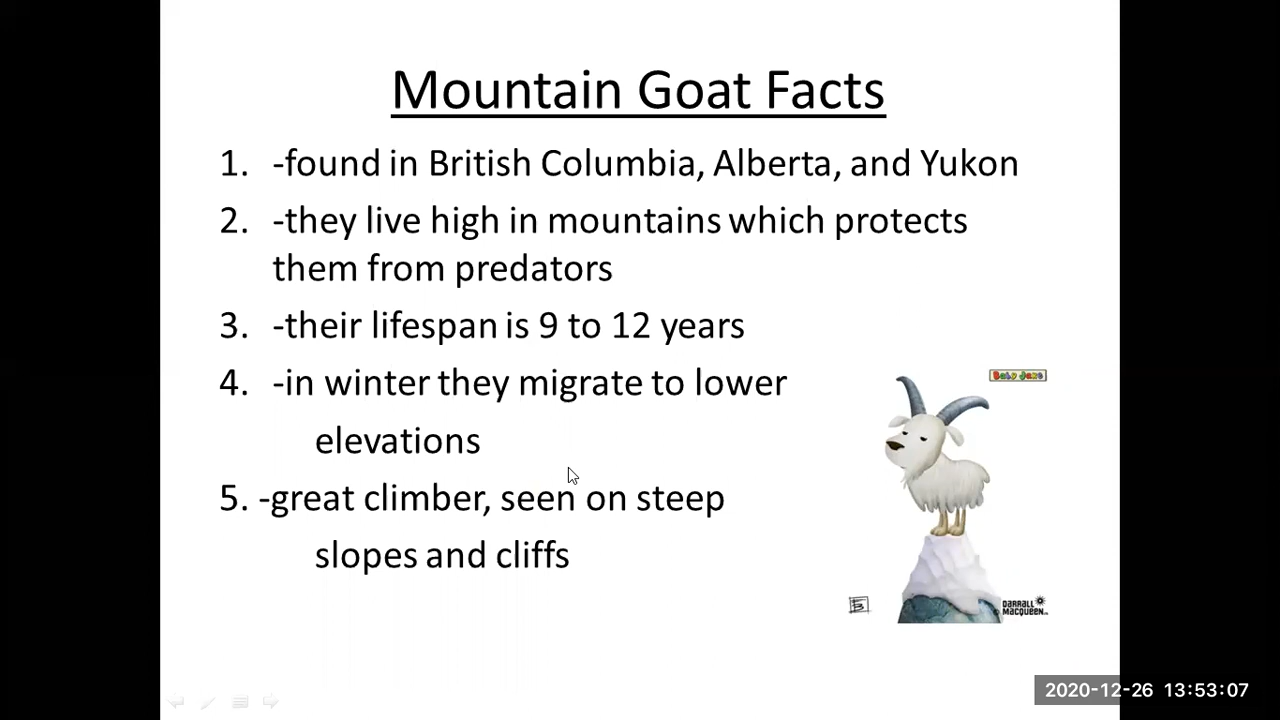 Mountain Goat Facts
1. -found in British Columbia, Alberta, and Yukon
2. -they live high in mountains which protects
them from predators
3. -their lifespan is 9 to 12 years
4. -in winter they migrate to lower
elevations
5. -great climber, seen on steep
slopes and cliffs
Baby Jake
DARRALL
MACQUEEN
2020-12-26 13:53:07